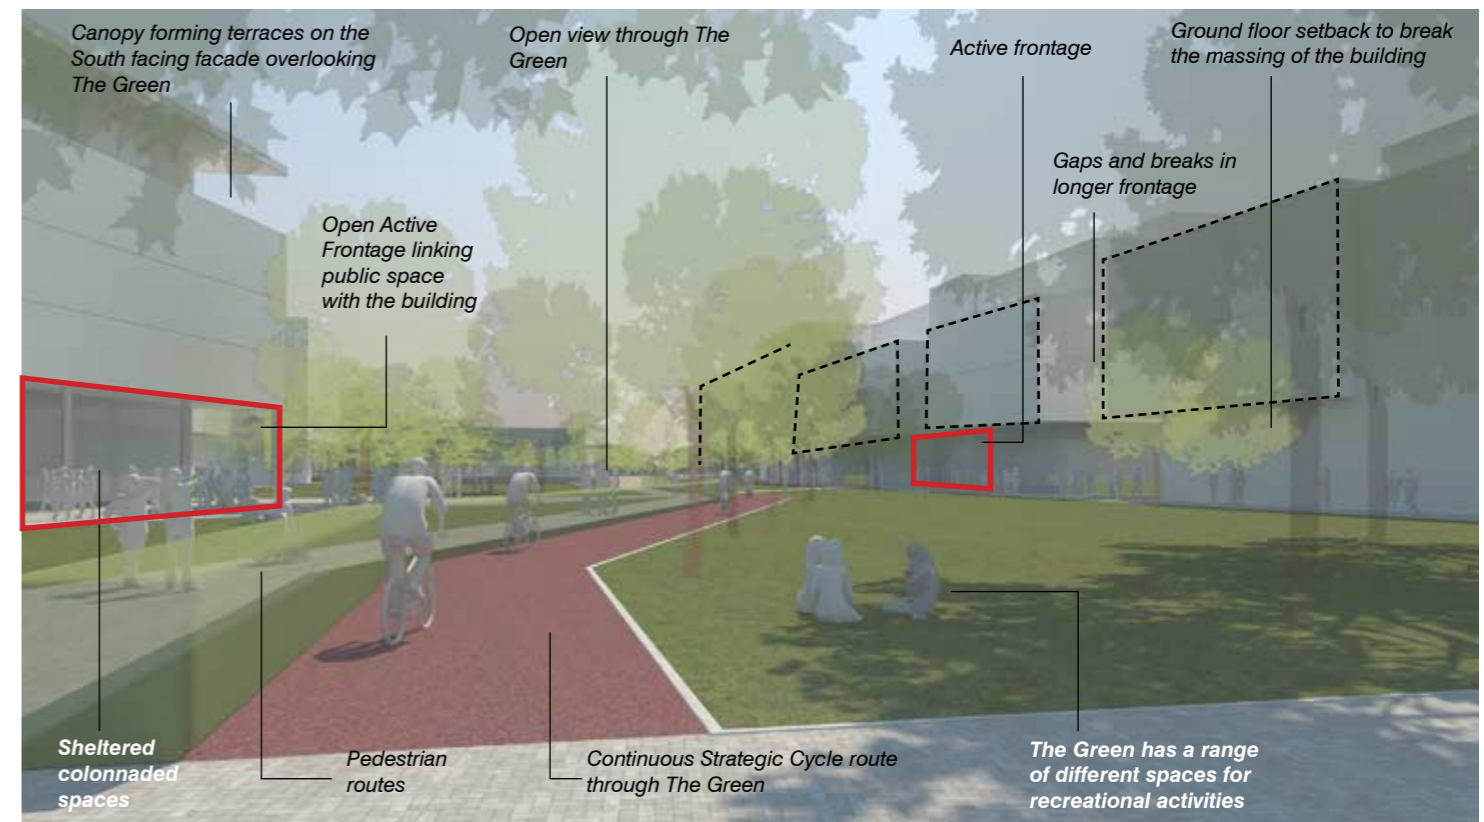 Canopy forming terraces on the
South facing facade overlooking
The Green
Open view through The
Green
Active frontage
Ground floor setback to break
the massing of the building
Gaps and breaks in
longer frontage
Open Active
Frontage linking
public space
with the building
Sheltered
colonnaded
spaces
Pedestrian
routes
Continuous Strategic Cycle route
through The Green
The Green has a range
of different spaces for
recreational activities